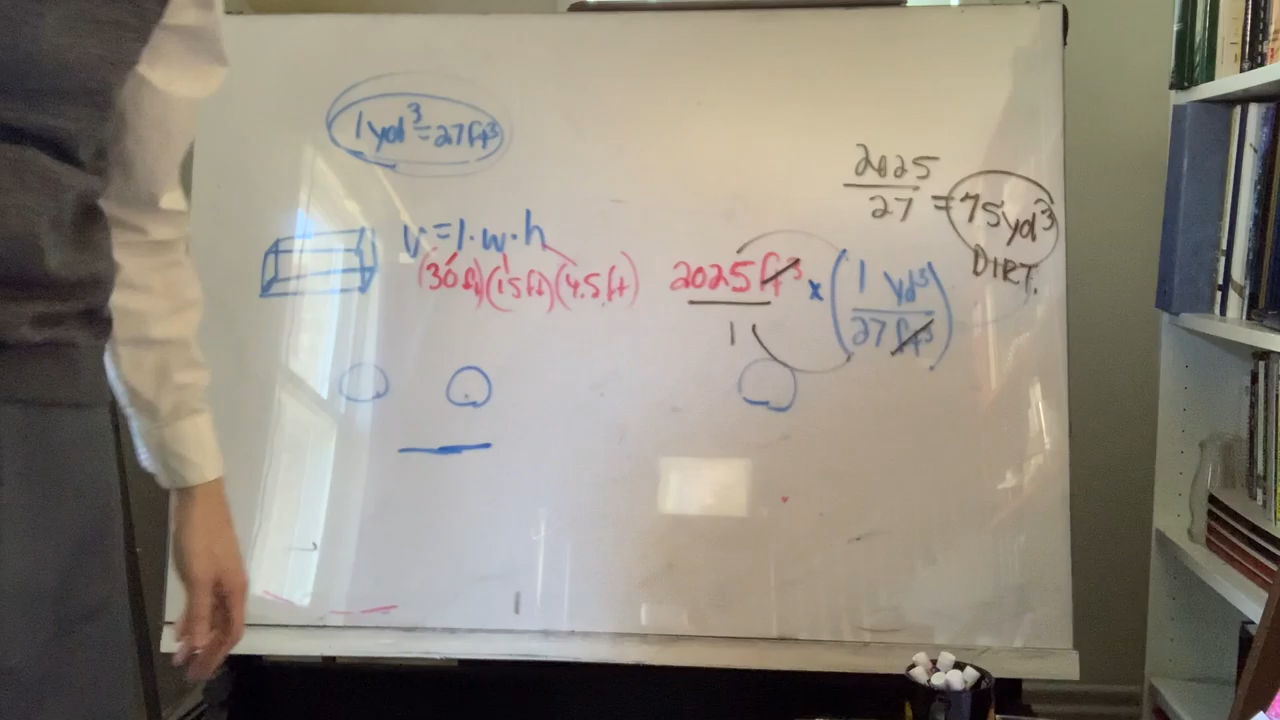 1 yd³ = 27 ft³
V = l · w · h
(30 ft)(15 ft)(4.5 ft)
2025 ft³
1
x
(1 yd³
27 ft³)
2025
27
= 75 yd³
DIRT.